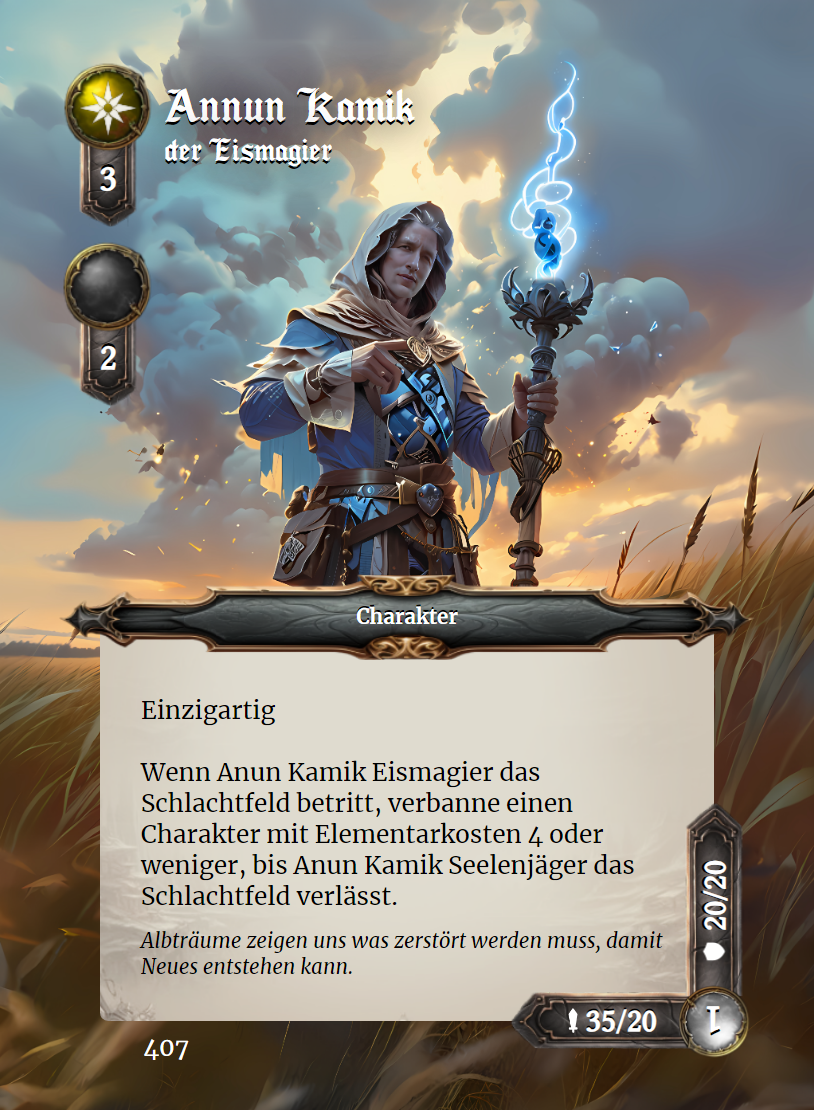 Annun Kamik
der Eismagier
3
2
Charakter
Einzigartig
Wenn Anun Kamik Eismagier das
Schlachtfeld betritt, verbanne einen
Charakter mit Elementarkosten 4 oder
weniger, bis Anun Kamik Seelenjäger das
Schlachtfeld verlässt.
Albträume zeigen uns was zerstört werden muss, damit
Neues entstehen kann.
20/20
35/20
1
407